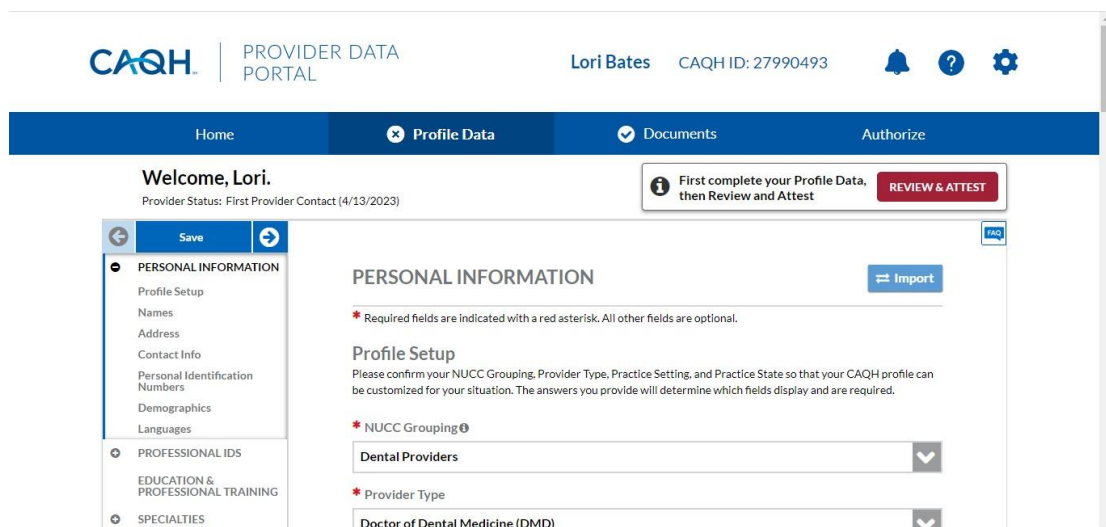 CAQH
PROVIDER DATA
PORTAL
Lori Bates
CAQH ID: 27990493
Home
Profile Data
Documents
Authorize
Welcome, Lori.
Provider Status: First Provider Contact (4/13/2023)
First complete your Profile Data,
then Review and Attest
REVIEW & ATTEST
Save
FAQ
PERSONAL INFORMATION
Profile Setup
Names
Address
Contact Info
Personal Identification
Numbers
Demographics
Languages
PROFESSIONAL IDS
EDUCATION &
PROFESSIONAL TRAINING
SPECIALTIES
PERSONAL INFORMATION
Import
* Required fields are indicated with a red asterisk. All other fields are optional.
Profile Setup
Please confirm your NUCC Grouping, Provider Type, Practice Setting, and Practice State so that your CAQH profile can
be customized for your situation. The answers you provide will determine which fields display and are required.
* NUCC Grouping
Dental Providers
* Provider Type
Doctor of Dental Medicine (DMD)